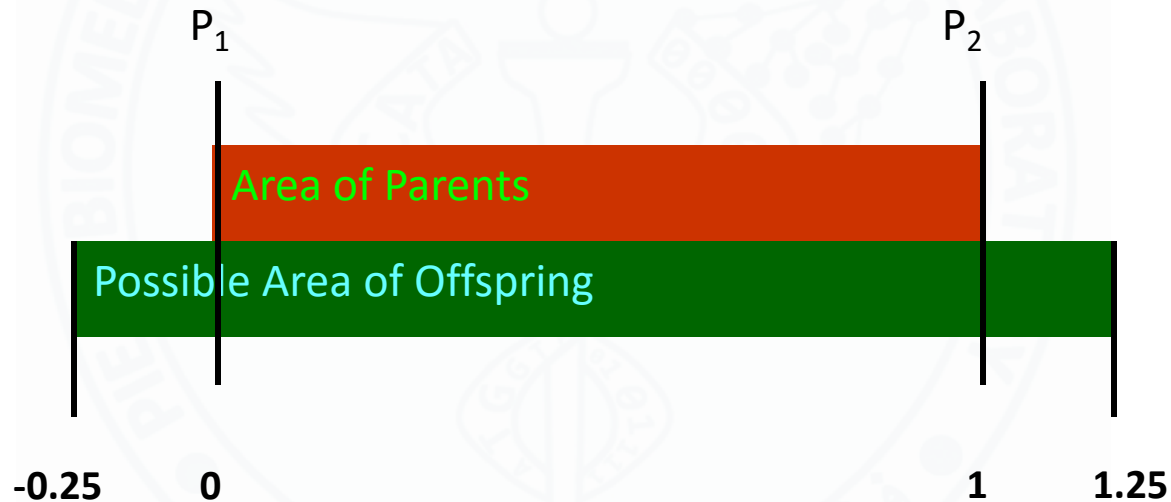 P₁ P₂
Area of Parents
Possible Area of Offspring
-0.25 0 1 1.25